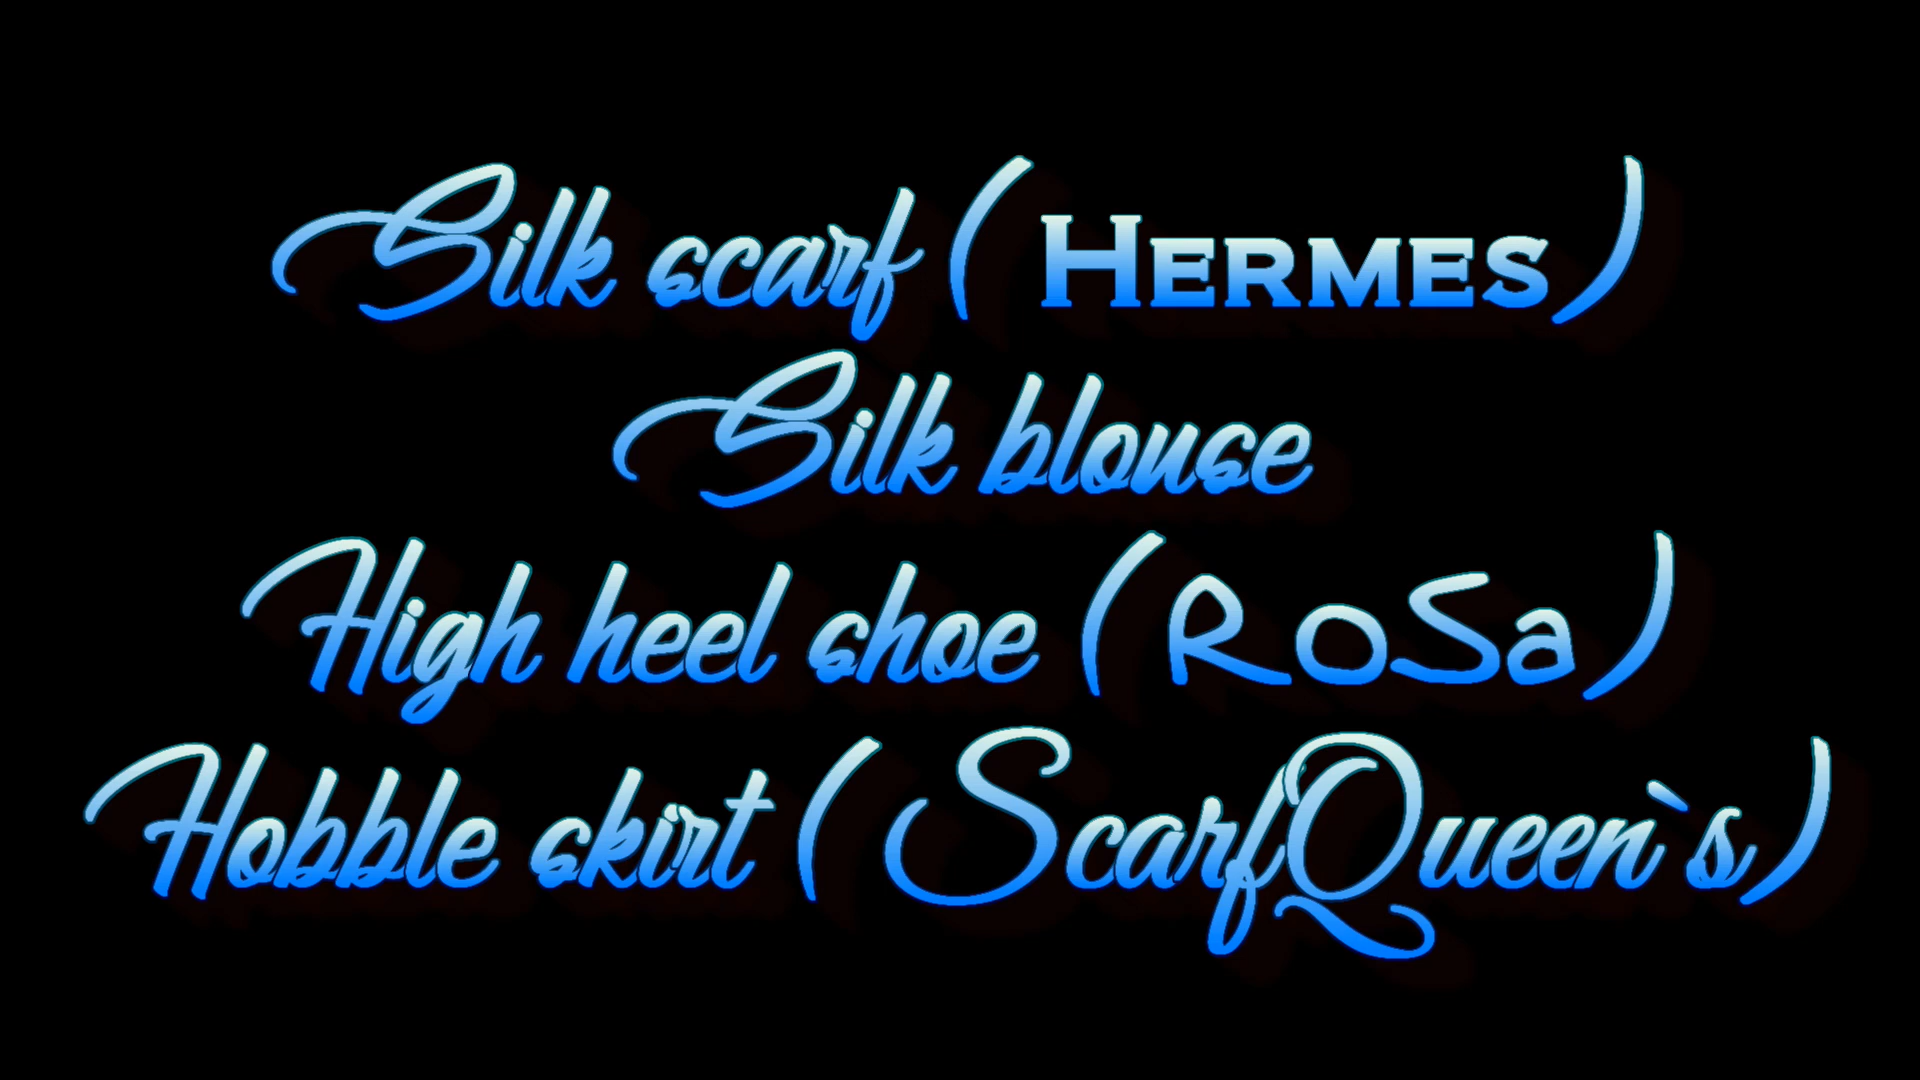 Silk scarf (HERMES)
Silk blouse
High heel shoe (RoSa)
Hobble skirt (ScarfQueen`s)